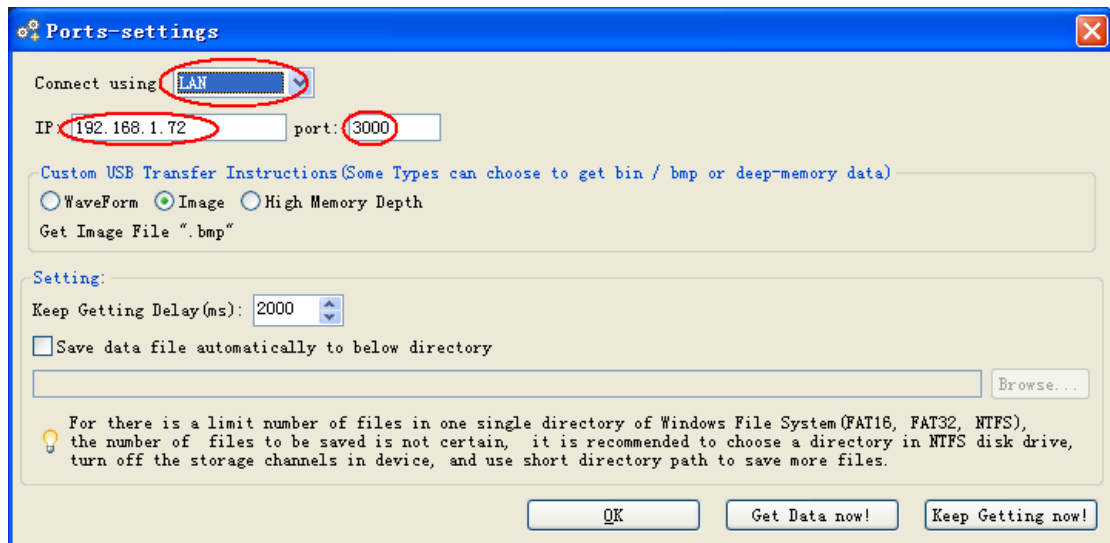 Ports-settings
Connect using: LAN
IP: 192.168.1.72 port: 3000
Custom USB Transfer Instructions(Some Types can choose to get bin / bmp or deep-memory data)
WaveForm Image High Memory Depth
Get Image File ".bmp"
Setting:
Keep Getting Delay(ms): 2000
Save data file automatically to below directory
Browse...
For there is a limit number of files in one single directory of Windows File System(FAT16, FAT32, NTFS),
the number of files to be saved is not certain, it is recommended to choose a directory in NTFS disk drive,
turn off the storage channels in device, and use short directory path to save more files.
OK Get Data now! Keep Getting now!